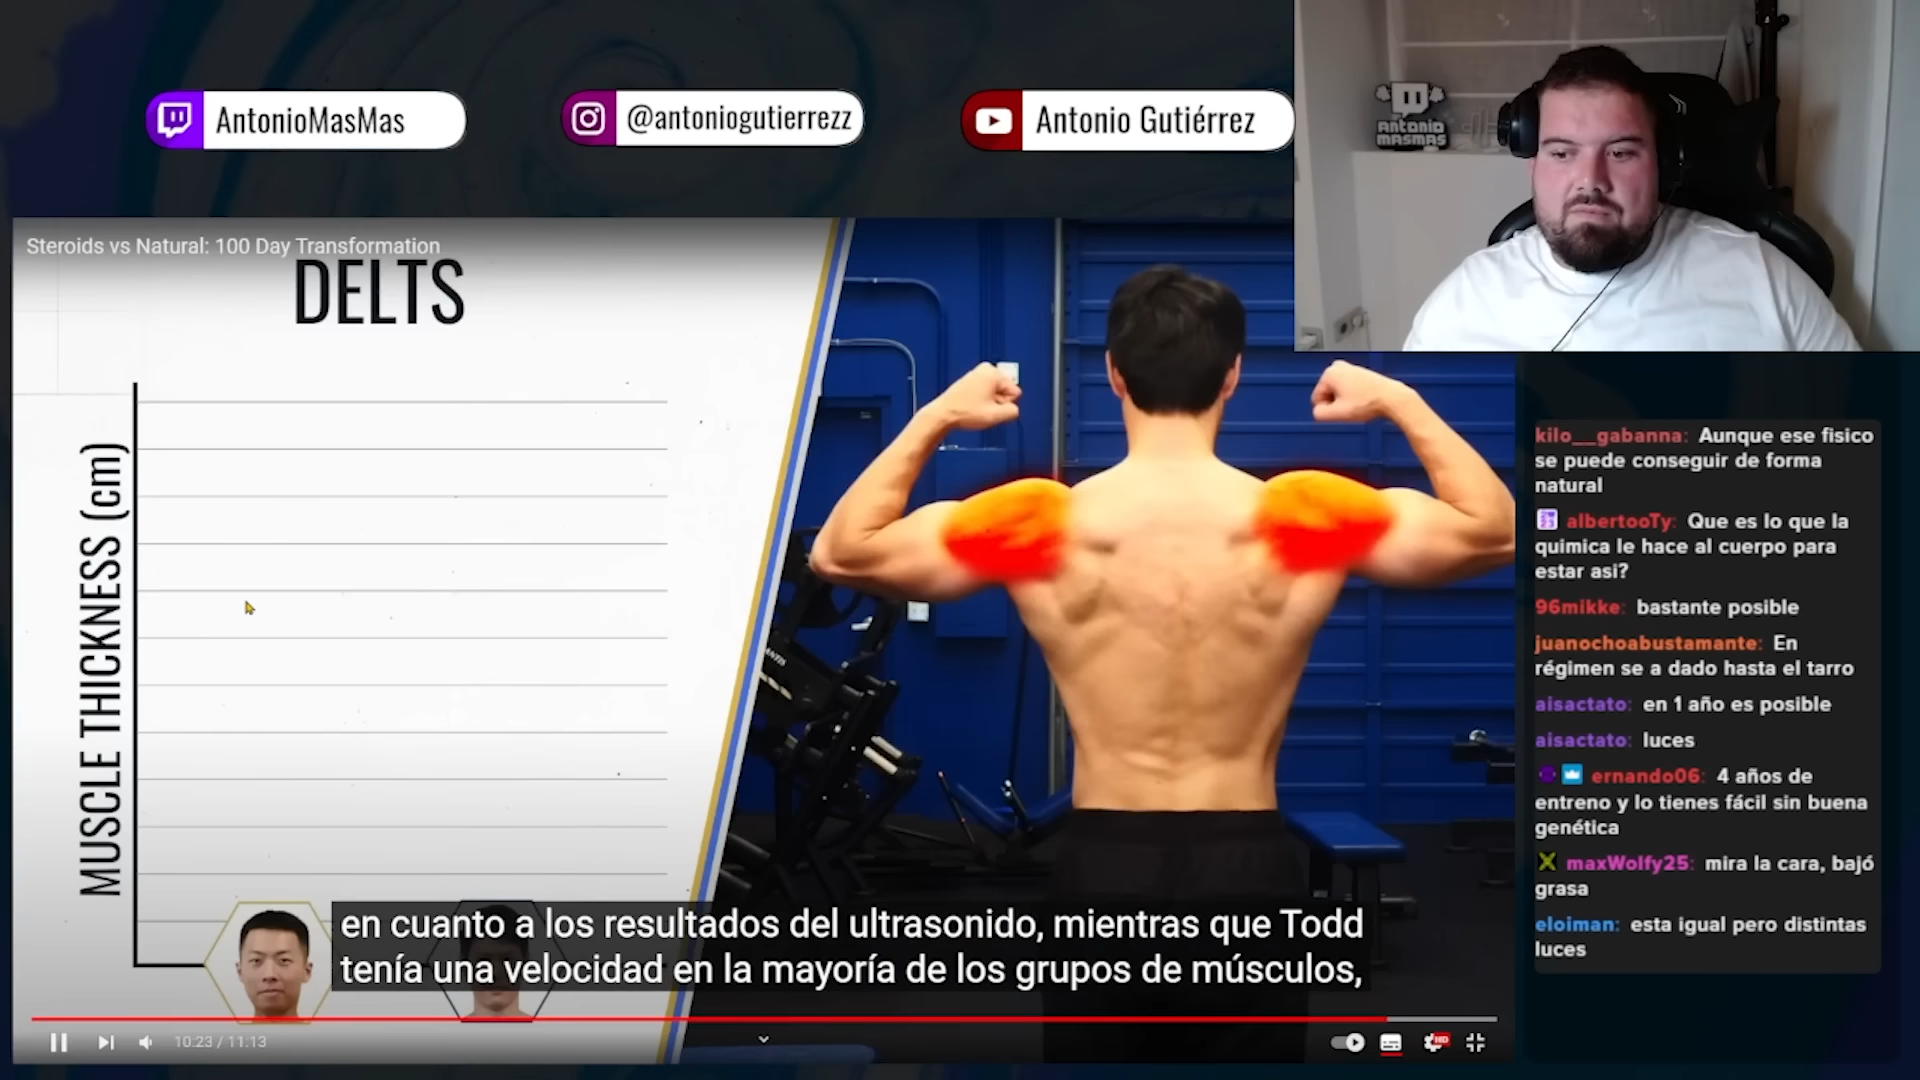 AntonioMasMas
@antoniogutierrezz
Antonio Gutiérrez
ANTONIO
MASMAS
Steroids vs Natural: 100 Day Transformation
DELTS
MUSCLE THICKNESS (cm)
en cuanto a los resultados del ultrasonido, mientras que Todd
tenía una velocidad en la mayoría de los grupos de músculos,
10:23 / 11:13
HD
kilo__gabanna: Aunque ese fisico
se puede conseguir de forma
natural
albertooTy: Que es lo que la
quimica le hace al cuerpo para
estar asi?
96mikke: bastante posible
juanochoabustamante: En
régimen se a dado hasta el tarro
aisactato: en 1 año es posible
aisactato: luces
ernando06: 4 años de
entreno y lo tienes fácil sin buena
genética
maxWolfy25: mira la cara, bajó
grasa
eloiman: esta igual pero distintas
luces